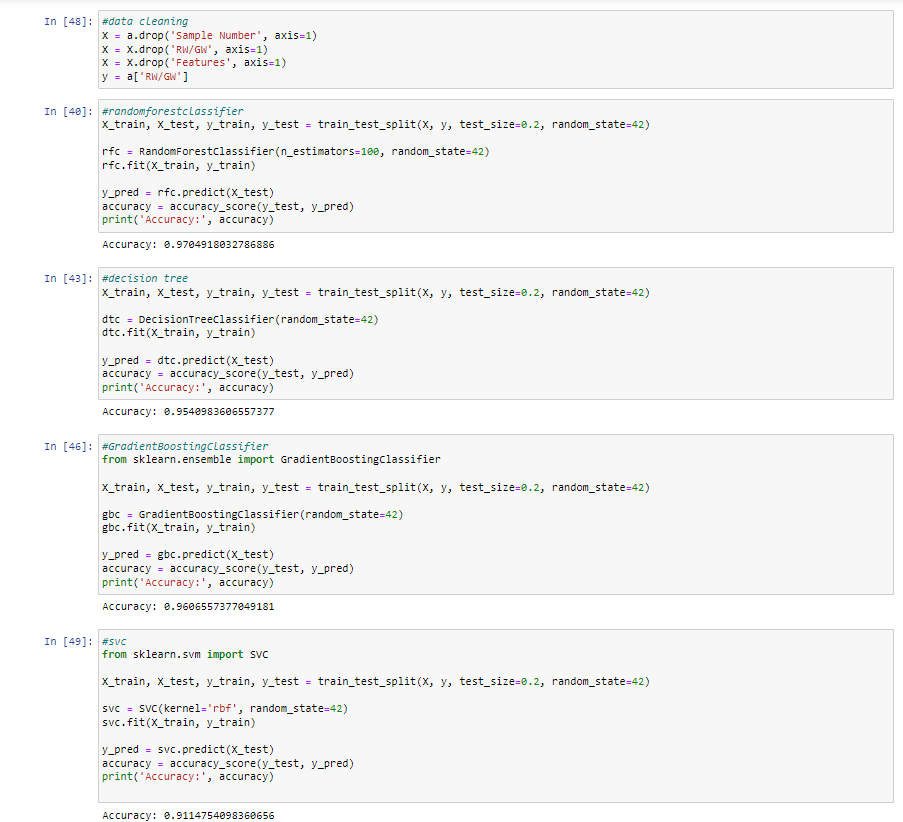 In [48]: #data cleaning
X = a.drop('Sample Number', axis=1)
X = X.drop('RW/GW', axis=1)
X = X.drop('Features', axis=1)
y = a['RW/GW']
In [40]: #randomforestclassifier
X_train, X_test, y_train, y_test = train_test_split(X, y, test_size=0.2, random_state=42)
rfc = RandomForestClassifier(n_estimators=100, random_state=42)
rfc.fit(X_train, y_train)
y_pred = rfc.predict(X_test)
accuracy = accuracy_score(y_test, y_pred)
print('Accuracy:', accuracy)
Accuracy: 0.9704918032786886
In [43]: #decision tree
X_train, X_test, y_train, y_test = train_test_split(X, y, test_size=0.2, random_state=42)
dtc = DecisionTreeClassifier(random_state=42)
dtc.fit(X_train, y_train)
y_pred = dtc.predict(X_test)
accuracy = accuracy_score(y_test, y_pred)
print('Accuracy:', accuracy)
Accuracy: 0.9540983606557377
In [46]: #GradientBoostingClassifier
from sklearn.ensemble import GradientBoostingClassifier
X_train, X_test, y_train, y_test = train_test_split(X, y, test_size=0.2, random_state=42)
gbc = GradientBoostingClassifier(random_state=42)
gbc.fit(X_train, y_train)
y_pred = gbc.predict(X_test)
accuracy = accuracy_score(y_test, y_pred)
print('Accuracy:', accuracy)
Accuracy: 0.9606557377049181
In [49]: #svc
from sklearn.svm import SVC
X_train, X_test, y_train, y_test = train_test_split(X, y, test_size=0.2, random_state=42)
svc = SVC(kernel='rbf', random_state=42)
svc.fit(X_train, y_train)
y_pred = svc.predict(X_test)
accuracy = accuracy_score(y_test, y_pred)
print('Accuracy:', accuracy)
Accuracy: 0.9114754098360656